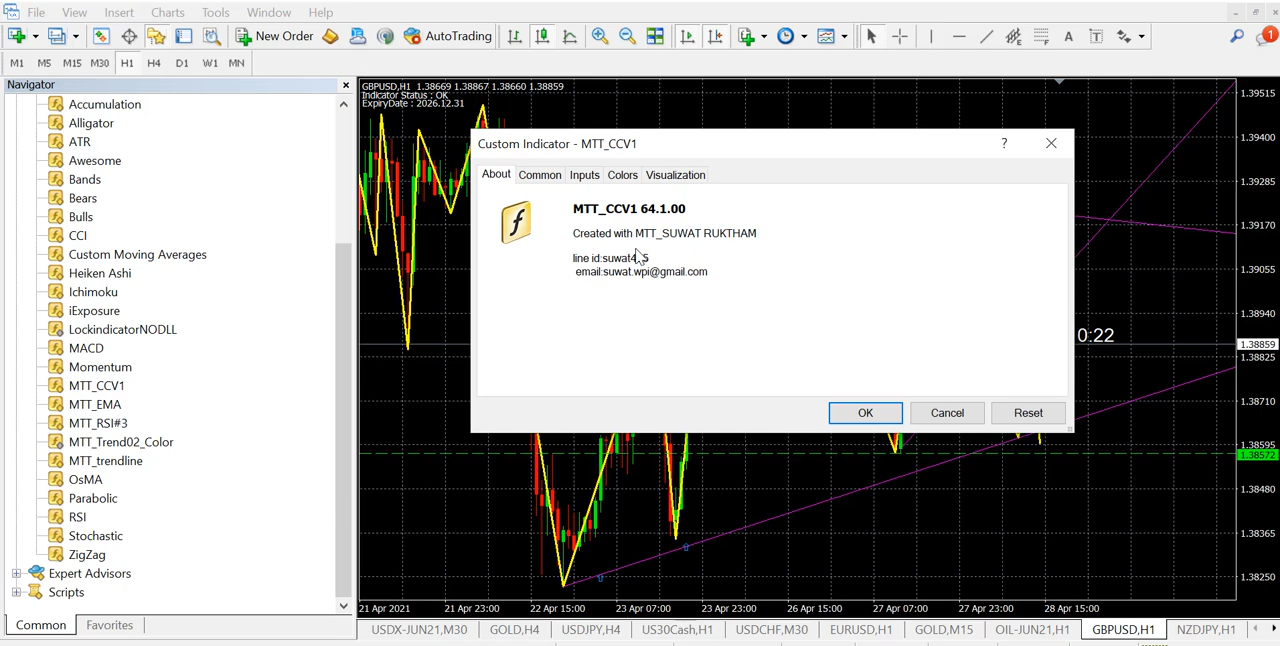 File View Insert Charts Tools Window Help
New Order AutoTrading 1
M1 M5 M15 M30 H1 H4 D1 W1 MN
Navigator
Accumulation
Alligator
ATR
Awesome
Bands
Bears
Bulls
CCI
Custom Moving Averages
Heiken Ashi
Ichimoku
iExposure
LockindicatorNODLL
MACD
Momentum
MTT_CCV1
MTT_EMA
MTT_RSI#3
MTT_Trend02_Color
MTT_trendline
OsMA
Parabolic
RSI
Stochastic
ZigZag
Expert Advisors
Scripts
Common Favorites
GBPUSD,H1 1.38669 1.38867 1.38660 1.38859
Indicator Status : OK
ExpiryDate : 2026.12.31
Custom Indicator - MTT_CCV1
About Common Inputs Colors Visualization
MTT_CCV1 64.1.00
Created with MTT_SUWAT RUKTHAM
line id:
email:suwat.wpi@gmail.com
OK Cancel Reset
0:22
1.39515
1.39400
1.39285
1.39170
1.39055
1.38940
1.38859
1.38825
1.38710
1.38595
1.38572
1.38480
1.38365
1.38250
21 Apr 2021 21 Apr 23:00 22 Apr 15:00 23 Apr 07:00 23 Apr 23:00 26 Apr 15:00 27 Apr 07:00 27 Apr 23:00 28 Apr 15:00
USDX-JUN21,M30 GOLD,H4 USDJPY,H4 US30Cash,H1 USDCHF,M30 EURUSD,H1 GOLD,M15 OIL-JUN21,H1 GBPUSD,H1 NZDJPY,H1